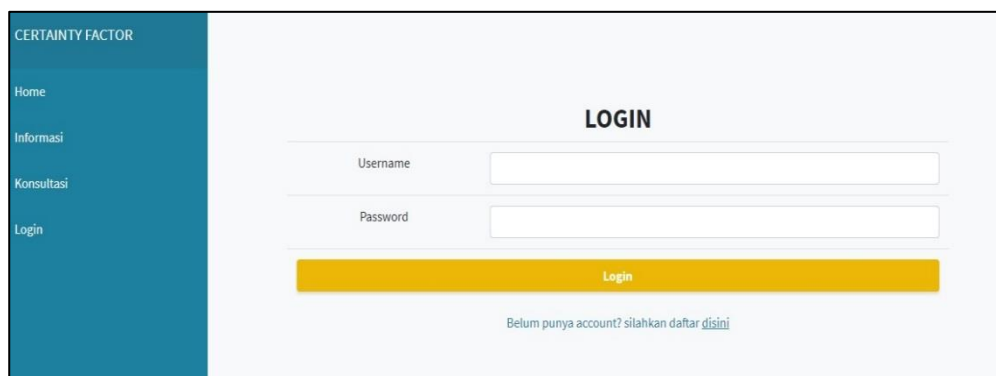 CERTAINTY FACTOR
Home
Informasi
Konsultasi
Login
LOGIN
Username
Password
Login
Belum punya account? silahkan daftar disini